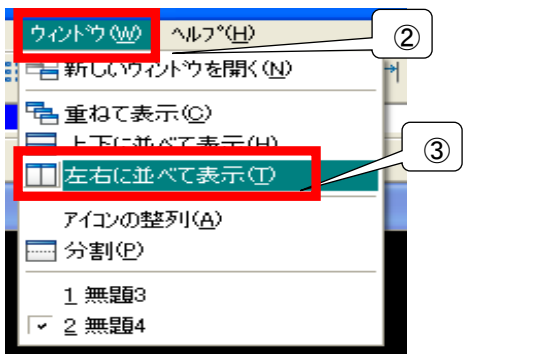 ウィンドウ(W) ヘルプ(H)
②
新しいウィンドウを開く(N)
重ねて表示(C)
上下に並べて表示(H)
③
左右に並べて表示(T)
アイコンの整列(A)
分割(P)
1 無題3
2 無題4